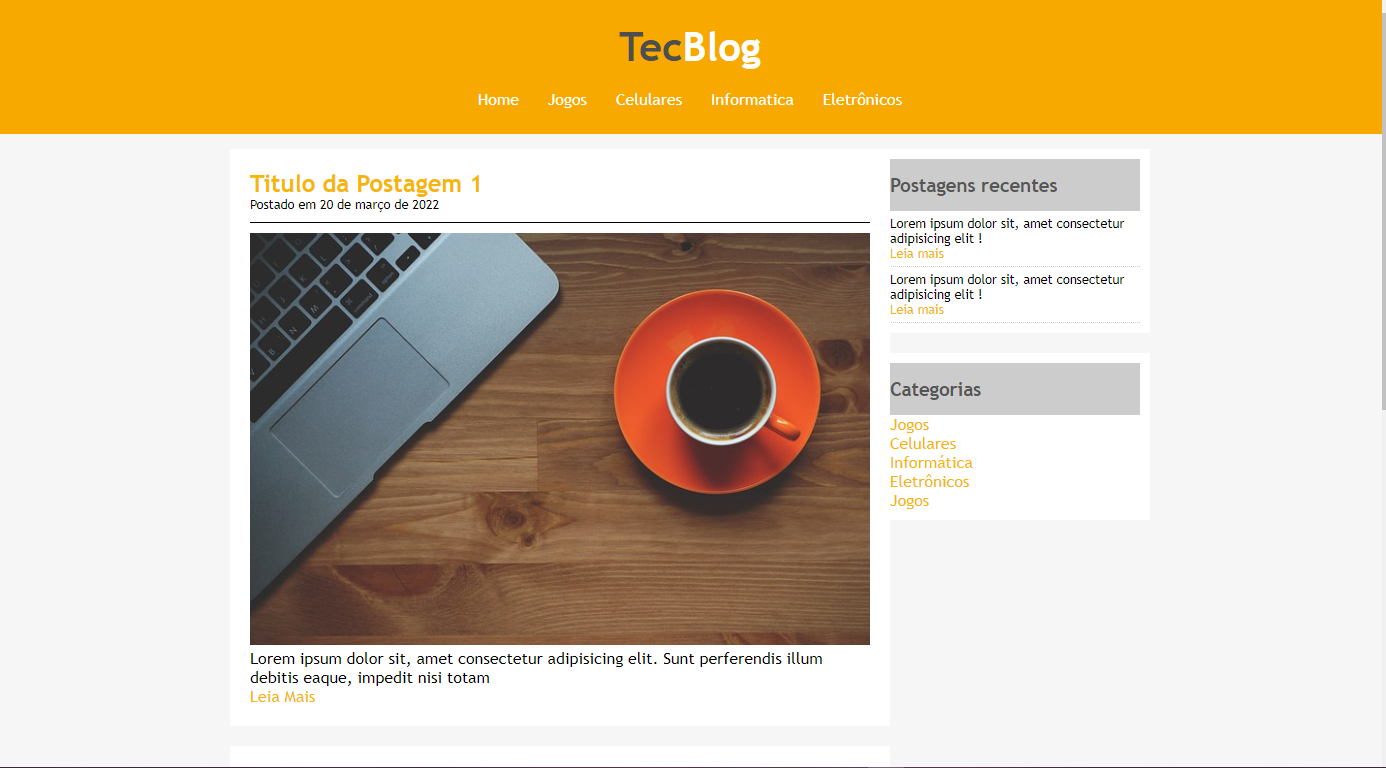 TecBlog
Home Jogos Celulares Informatica Eletrônicos
Titulo da Postagem 1
Postado em 20 de março de 2022
Lorem ipsum dolor sit, amet consectetur adipisicing elit. Sunt perferendis illum
debitis eaque, impedit nisi totam
Leia Mais
Postagens recentes
Lorem ipsum dolor sit, amet consectetur
adipisicing elit !
Leia mais
Lorem ipsum dolor sit, amet consectetur
adipisicing elit !
Leia mais
Categorias
Jogos
Celulares
Informática
Eletrônicos
Jogos